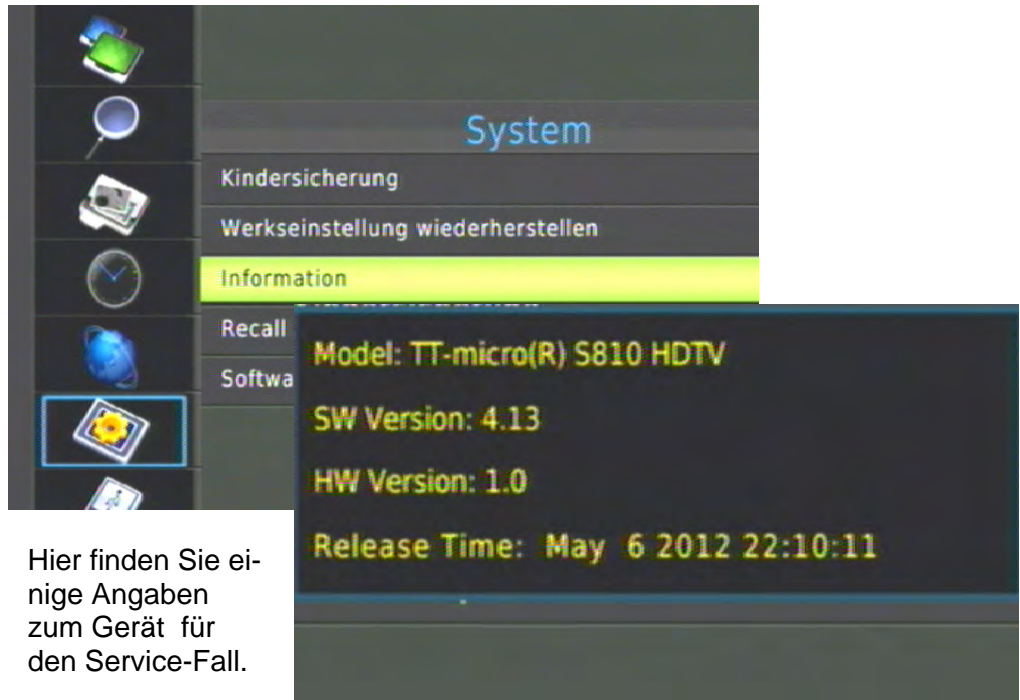 System
Kindersicherung
Werkseinstellung wiederherstellen
Information
Recall
Softwa
Model: TT-micro(R) S810 HDTV
SW Version: 4.13
HW Version: 1.0
Release Time: May 6 2012 22:10:11
Hier finden Sie ei-
nige Angaben
zum Gerät für
den Service-Fall.